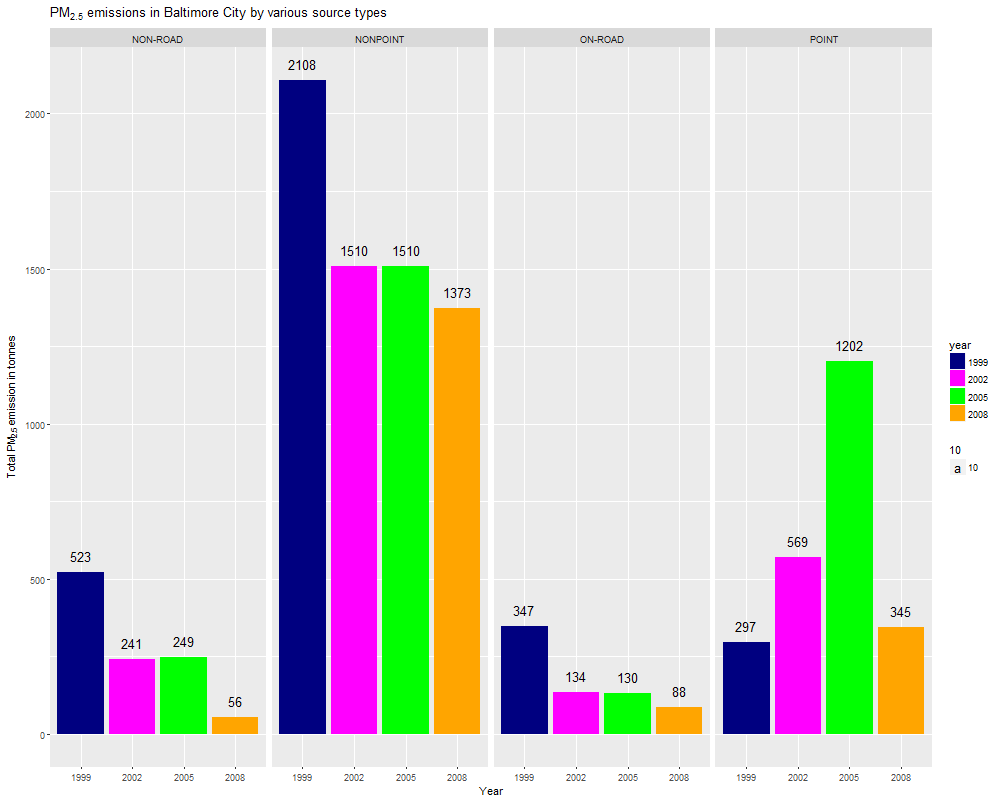 PM2.5 emissions in Baltimore City by various source types
NON-ROAD
NONPOINT
ON-ROAD
POINT
Total PM2.5 emission in tonnes
2000
1500
1000
500
0
523
241
249
56
2108
1510
1510
1373
347
134
130
88
297
569
1202
345
1999 2002 2005 2008
1999 2002 2005 2008
1999 2002 2005 2008
1999 2002 2005 2008
Year
year
1999
2002
2005
2008
10
a 10